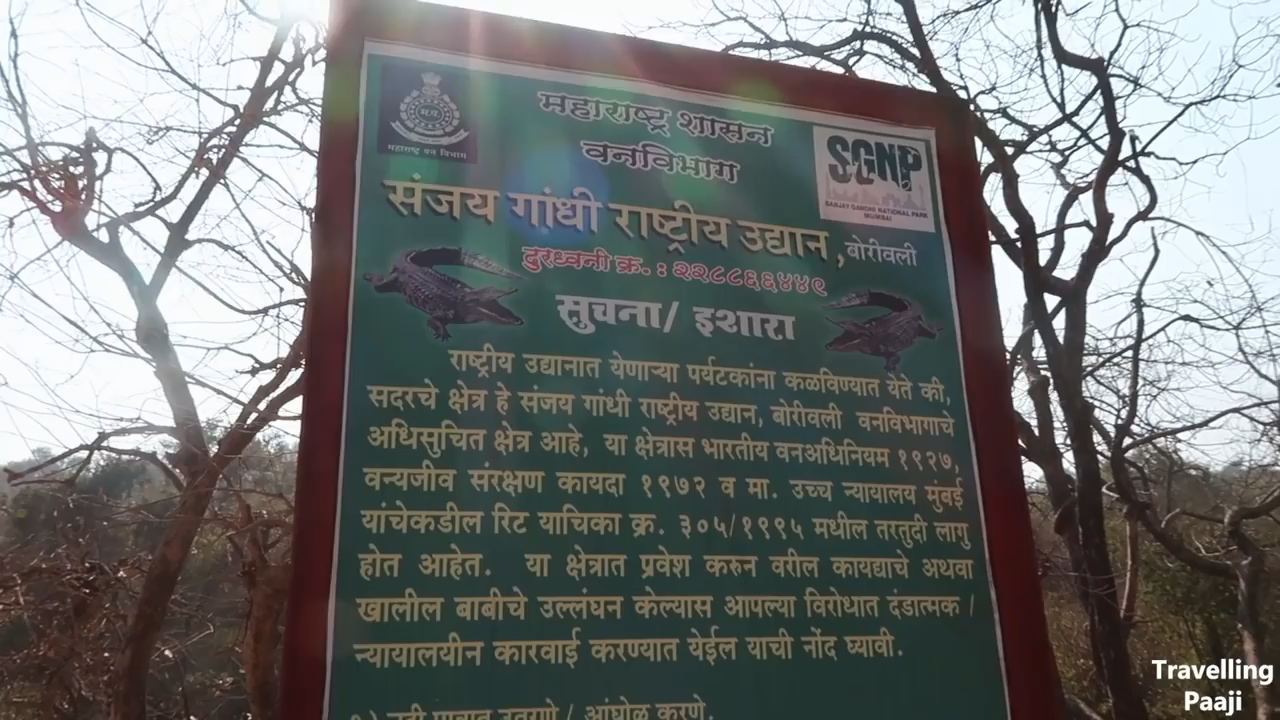 महाराष्ट्र शासन
वनविभाग
महाराष्ट्र वन विभाग
SGNP
SANJAY GANDHI NATIONAL PARK
MUMBAI
संजय गांधी राष्ट्रीय उद्यान, बोरीवली
दुरध्वनी क्र. : २२८८६६४४९
सुचना/ इशारा
राष्ट्रीय उद्यानात येणाऱ्या पर्यटकांना कळविण्यात येते की,
सदरचे क्षेत्र हे संजय गांधी राष्ट्रीय उद्यान, बोरीवली वनविभागाचे
अधिसुचित क्षेत्र आहे, या क्षेत्रास भारतीय वनअधिनियम १९२७,
वन्यजीव संरक्षण कायदा १९७२ व मा. उच्च न्यायालय मुंबई
यांचेकडील रिट याचिका क्र. ३०५/१९९५ मधील तरतुदी लागु
होत आहेत. या क्षेत्रात प्रवेश करुन वरील कायद्याचे अथवा
खालील बाबीचे उल्लंघन केल्यास आपल्या विरोधात दंडात्मक /
न्यायालयीन कारवाई करण्यात येईल याची नोंद घ्यावी.
आंघोळ करणे.
Travelling
Paaji